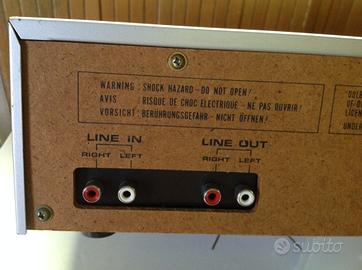 WARNING : SHOCK HAZARD - DO NOT OPEN!
AVIS : RISQUE DE CHOC ELECTRIQUE - NE PAS OUVRIR!
VORSICHT : BERÜHRUNGSGEFAHR - NICHT ÖFFNEN!
LINE IN
LINE OUT
RIGHT LEFT
RIGHT LEFT
UNDER
subito